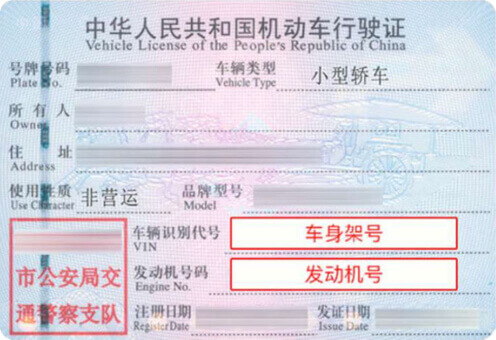 中华人民共和国机动车行驶证
Vehicle License of the People's Republic of China
号牌号码 车辆类型 小型轿车
Plate No. Vehicle Type
所有人
Owner
住址
Address
使用性质 非营运 品牌型号
Use Character Model
车辆识别代号 车身架号
VIN
发动机号码 发动机号
Engine No.
市公安局交
通警察支队
注册日期 发证日期
Register Date Issue Date